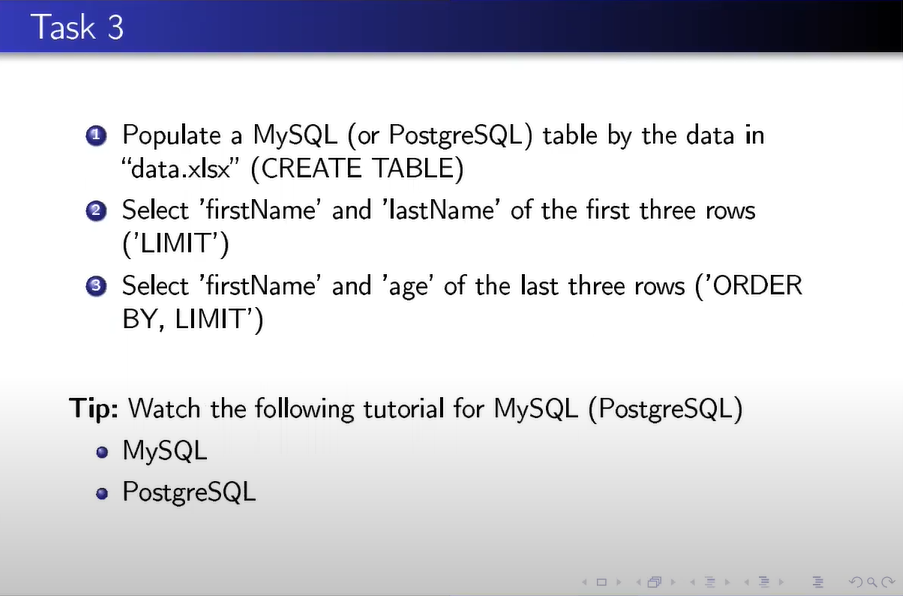 Task 3
1 Populate a MySQL (or PostgreSQL) table by the data in
“data.xlsx” (CREATE TABLE)
2 Select ’firstName’ and ’lastName’ of the first three rows
(’LIMIT’)
3 Select ’firstName’ and ’age’ of the last three rows (’ORDER
BY, LIMIT’)
Tip: Watch the following tutorial for MySQL (PostgreSQL)
MySQL
PostgreSQL